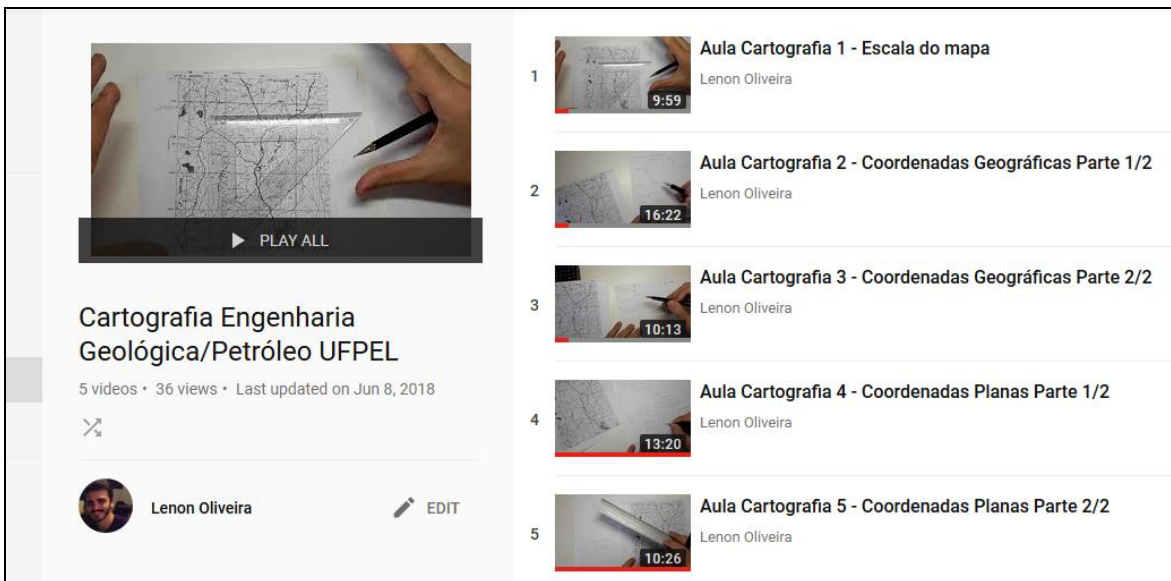 PLAY ALL
Cartografia Engenharia
Geológica/Petróleo UFPEL
5 videos • 36 views • Last updated on Jun 8, 2018
Lenon Oliveira
EDIT
1
9:59
Aula Cartografia 1 - Escala do mapa
Lenon Oliveira
2
16:22
Aula Cartografia 2 - Coordenadas Geográficas Parte 1/2
Lenon Oliveira
3
10:13
Aula Cartografia 3 - Coordenadas Geográficas Parte 2/2
Lenon Oliveira
4
13:20
Aula Cartografia 4 - Coordenadas Planas Parte 1/2
Lenon Oliveira
5
10:26
Aula Cartografia 5 - Coordenadas Planas Parte 2/2
Lenon Oliveira